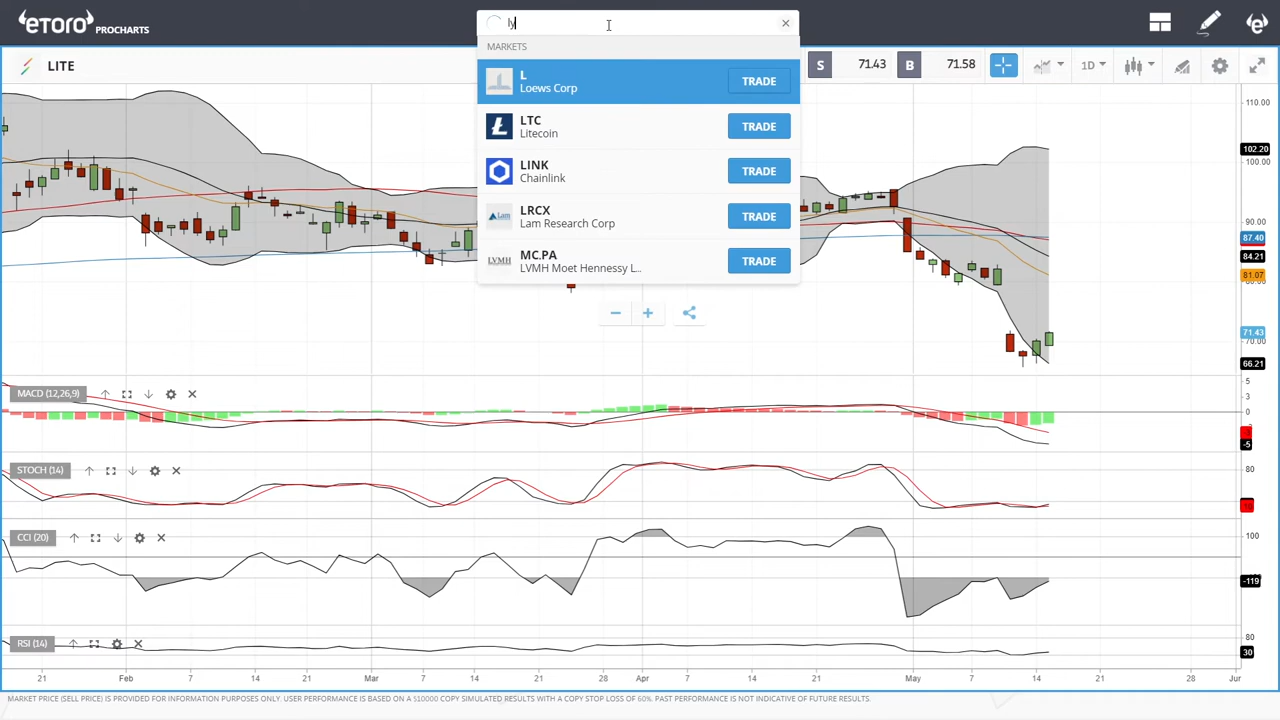 etoro PROCHARTS
ly
MARKETS
LITE
S 71.43 B 71.58 1D
L
Loews Corp
TRADE
LTC
Litecoin
TRADE
LINK
Chainlink
TRADE
LRCX
Lam Research Corp
TRADE
MC.PA
LVMH Moet Hennessy L...
TRADE
110.00
102.20
100.00
90.00
87.40
84.21
81.07
80.00
71.43
70.00
66.21
MACD (12,26,9)
5
3
0
-5
STOCH (14)
80
CCI (20)
100
-119
RSI (14)
80
30
21 Feb 7 14 21 Mar 7 14 21 28 Apr 7 14 21 May 7 14 21 28 Jun
MARKET PRICE (SELL PRICE) IS PROVIDED FOR INFORMATION PURPOSES ONLY. USER PERFORMANCE IS BASED ON A $10000 COPY SIMULATED RESULTS WITH A COPY STOP LOSS OF 60%. PAST PERFORMANCE IS NOT INDICATIVE OF FUTURE RESULTS.